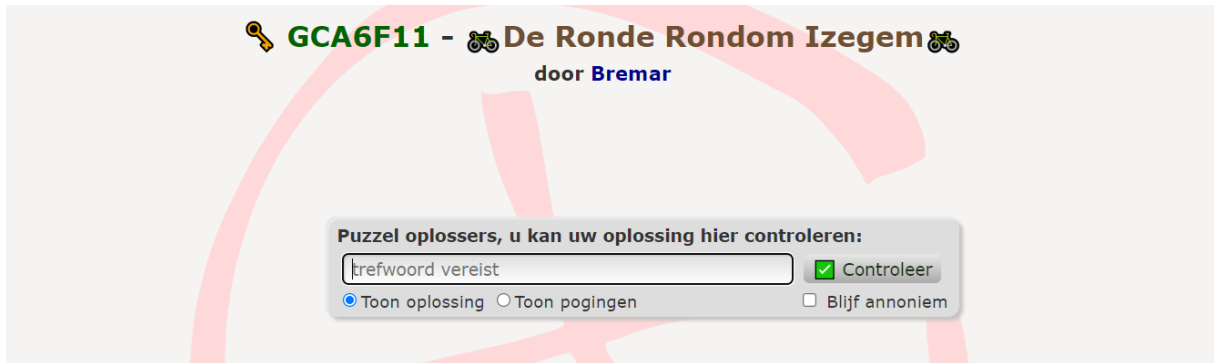 GCA6F11 - De Ronde Rondom Izegem
door Bremar
Puzzel oplossers, u kan uw oplossing hier controleren:
trefwoord vereist
Controleer
Toon oplossing Toon pogingen
Blijf annoniem